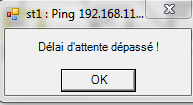 st1 : Ping 192.168.11...
Délai d'attente dépassé !
OK